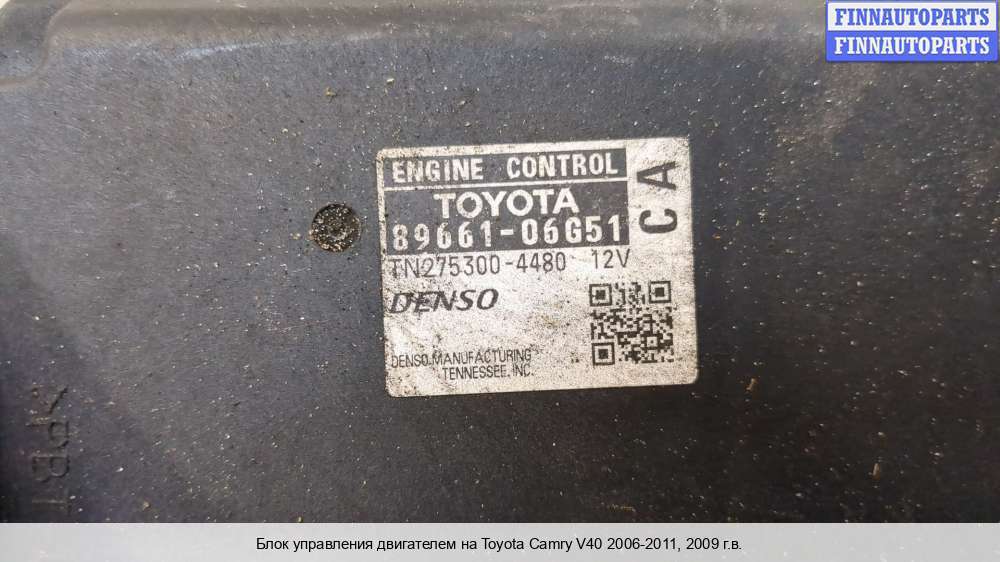 FINNAUTOPARTS
FINNAUTOPARTS
ENGINE CONTROL
TOYOTA
89661-06G51
CA
TN275300-4480 12V
DENSO
DENSO MANUFACTURING
TENNESSEE, INC.
>PBT
Блок управления двигателем на Toyota Camry V40 2006-2011, 2009 г.в.